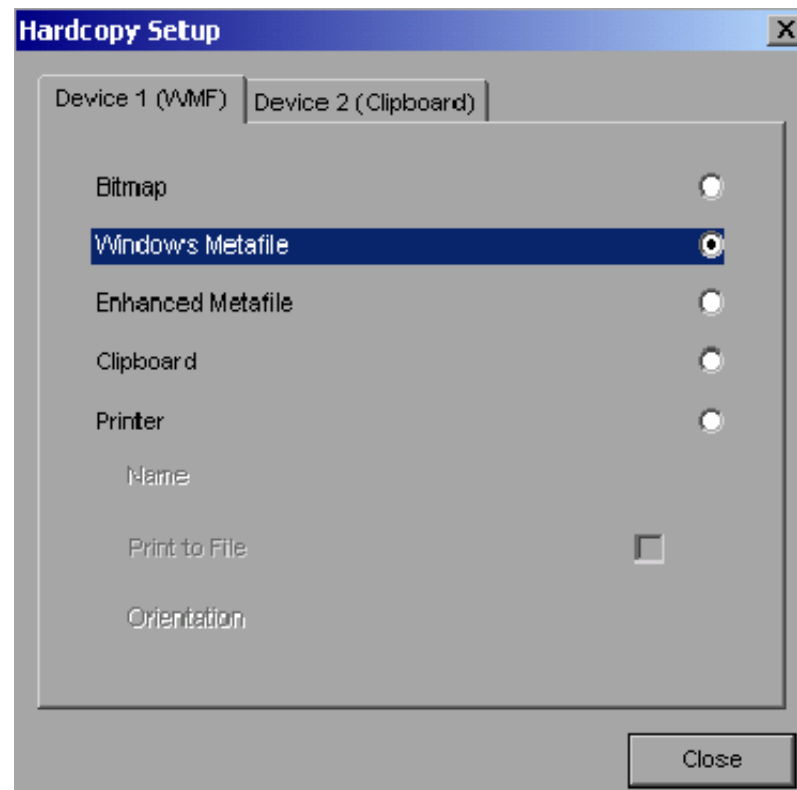 Hardcopy Setup
Device 1 (WMF) Device 2 (Clipboard)
Bitmap
Windows Metafile
Enhanced Metafile
Clipboard
Printer
Name
Print to File
Orientation
Close